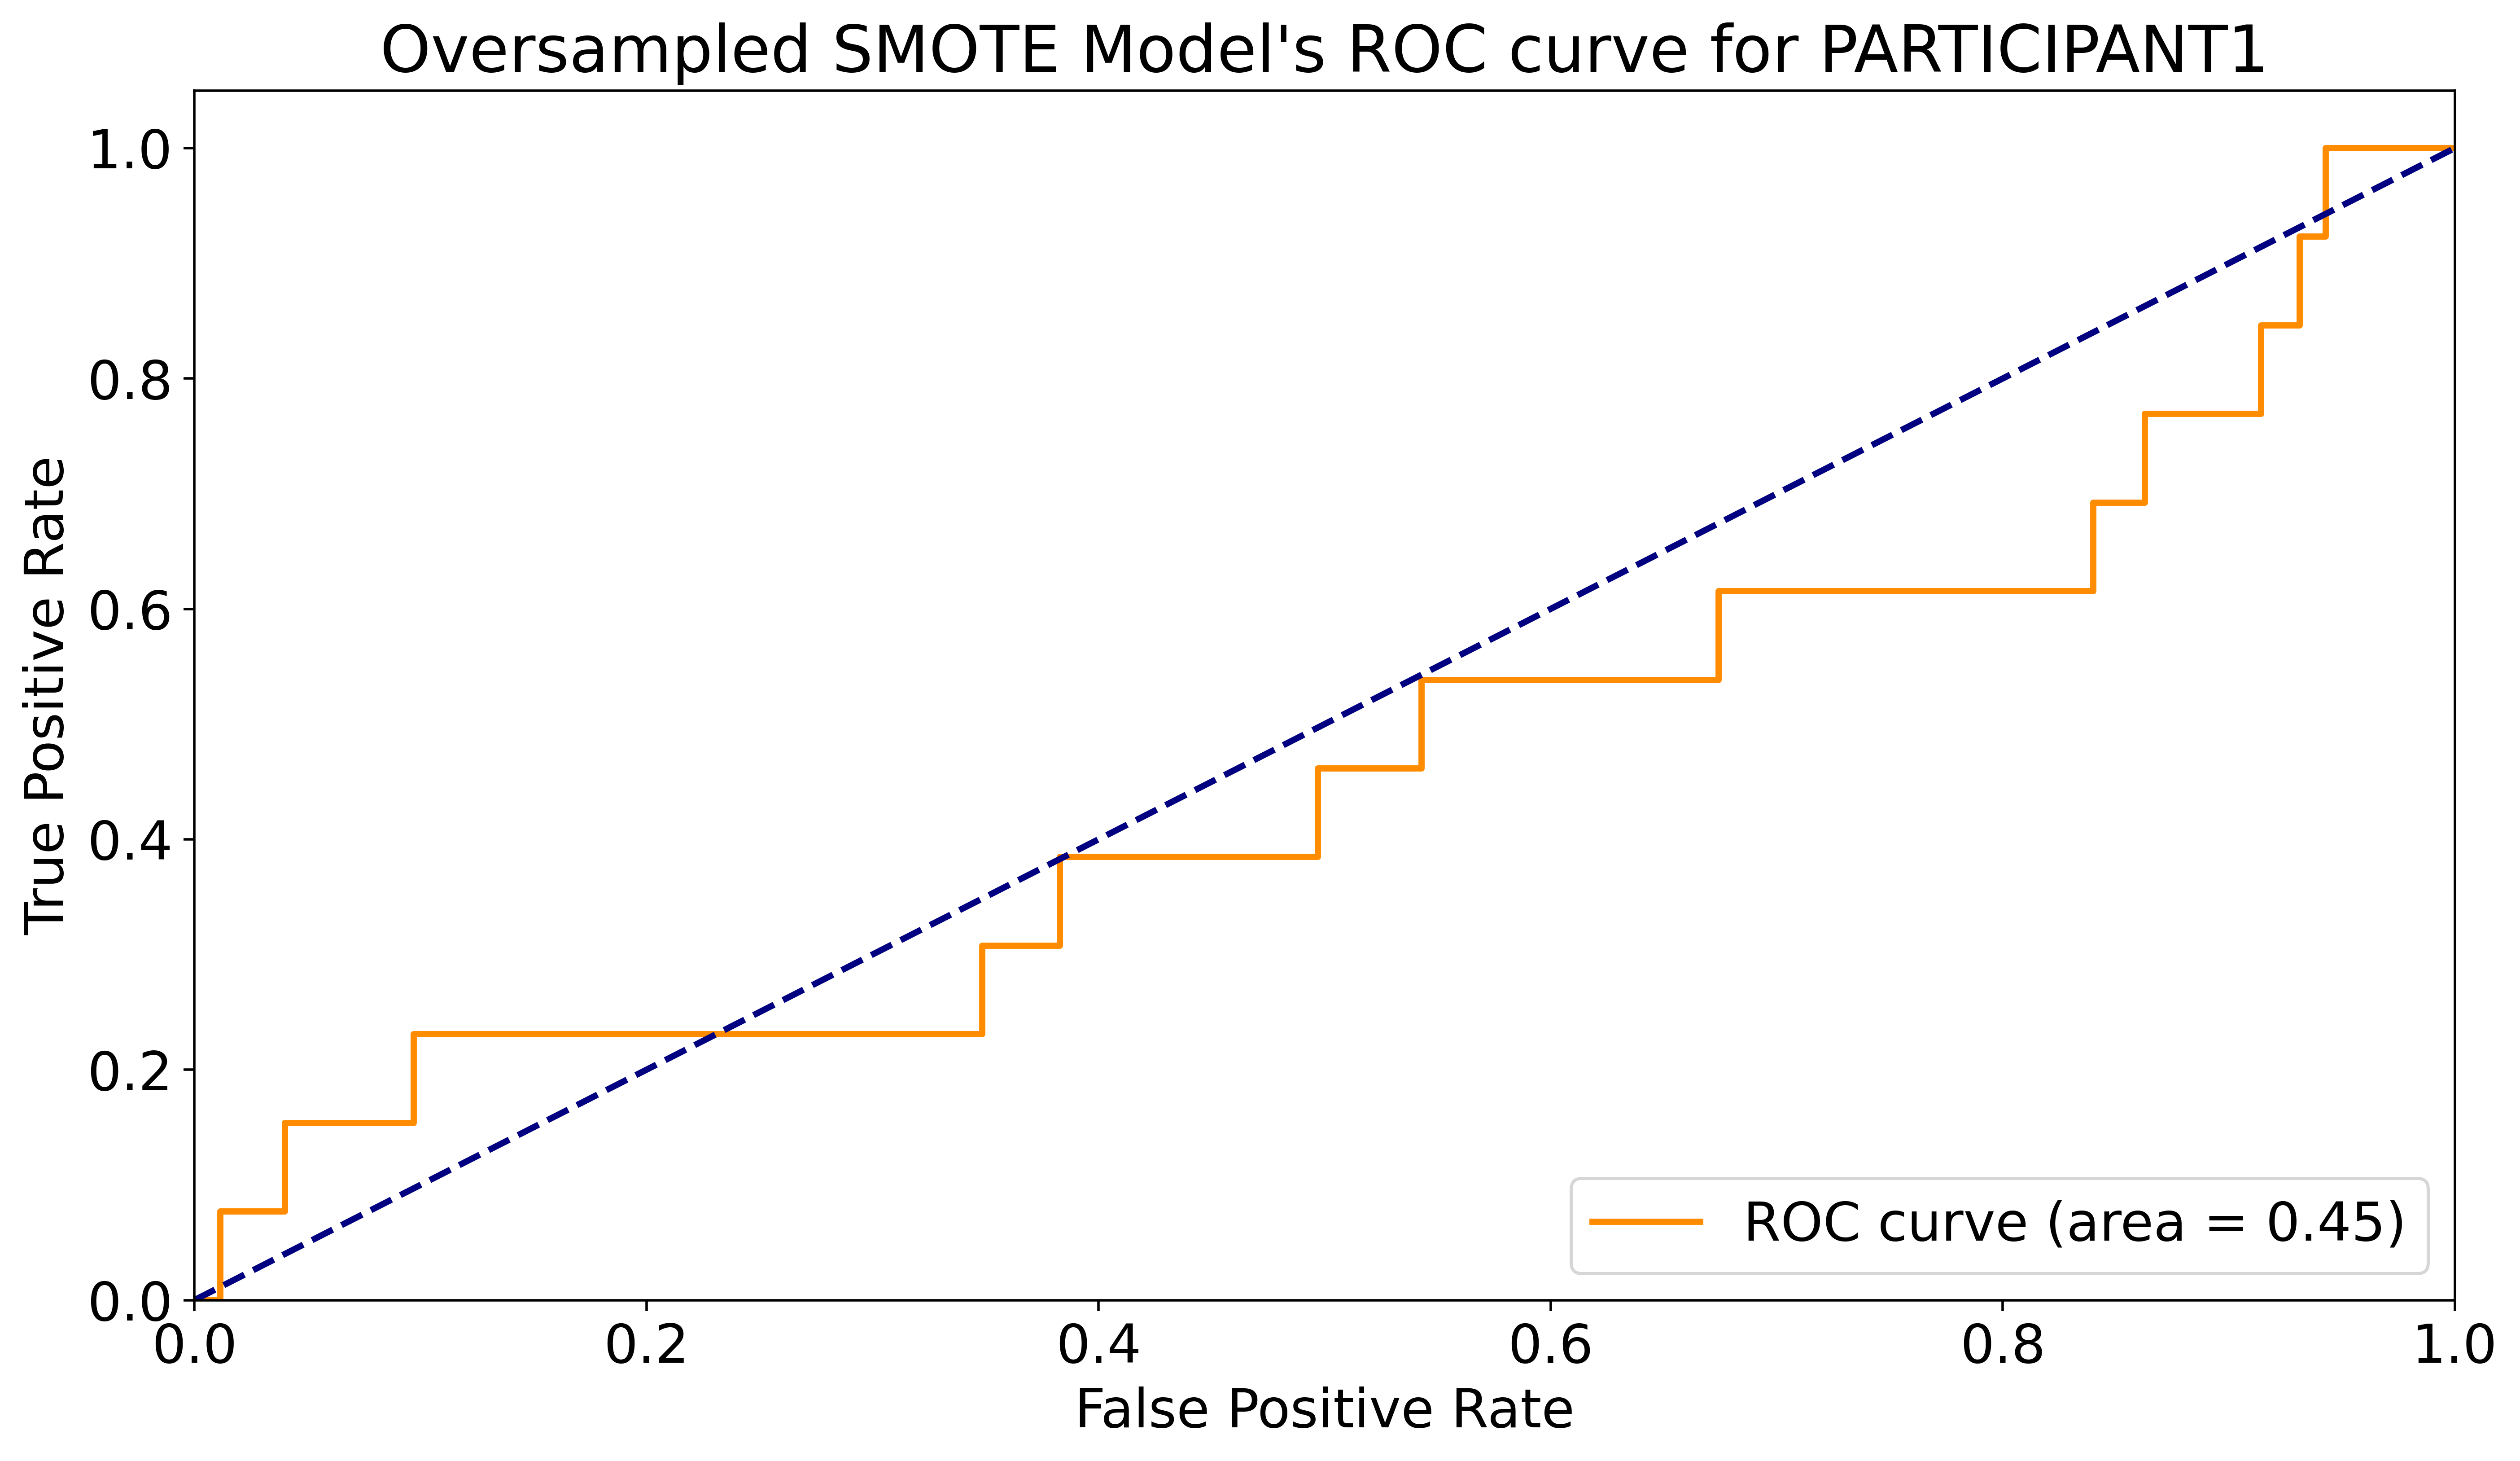 Oversampled SMOTE Model's ROC curve for PARTICIPANT1
True Positive Rate
1.0
0.8
0.6
0.4
0.2
0.0
ROC curve (area = 0.45)
0.0 0.2 0.4 0.6 0.8 1.0
False Positive Rate